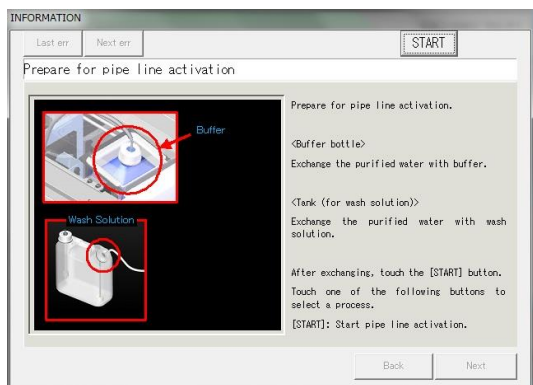 INFORMATION
Last err
Next err
START
Prepare for pipe line activation
Buffer
Wash Solution
Prepare for pipe line activation.
<Buffer bottle>
Exchange the purified water with buffer.
<Tank (for wash solution)>
Exchange the purified water with wash
solution.
After exchanging, touch the [START] button.
Touch one of the following buttons to
select a process.
[START]: Start pipe line activation.
Back
Next